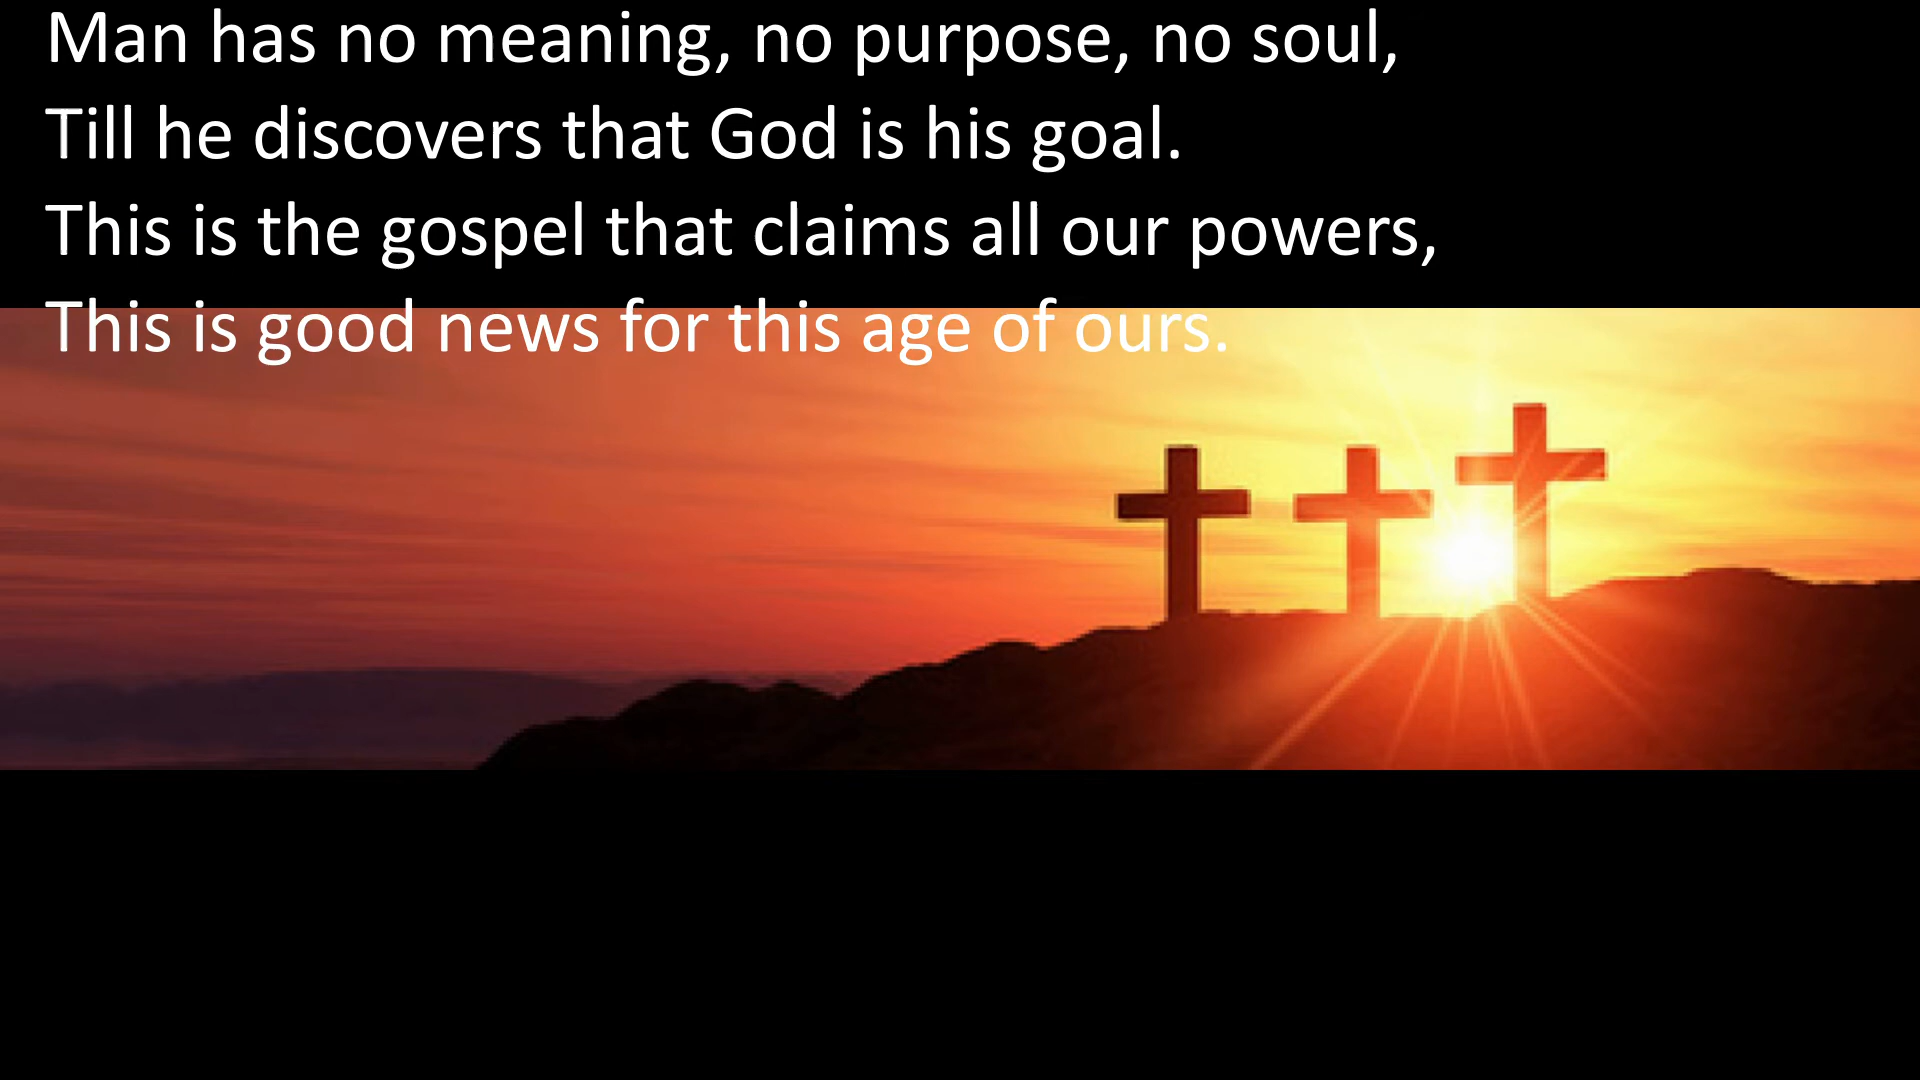 Man has no meaning, no purpose, no soul,
Till he discovers that God is his goal.
This is the gospel that claims all our powers,
This is good news for this age of ours.